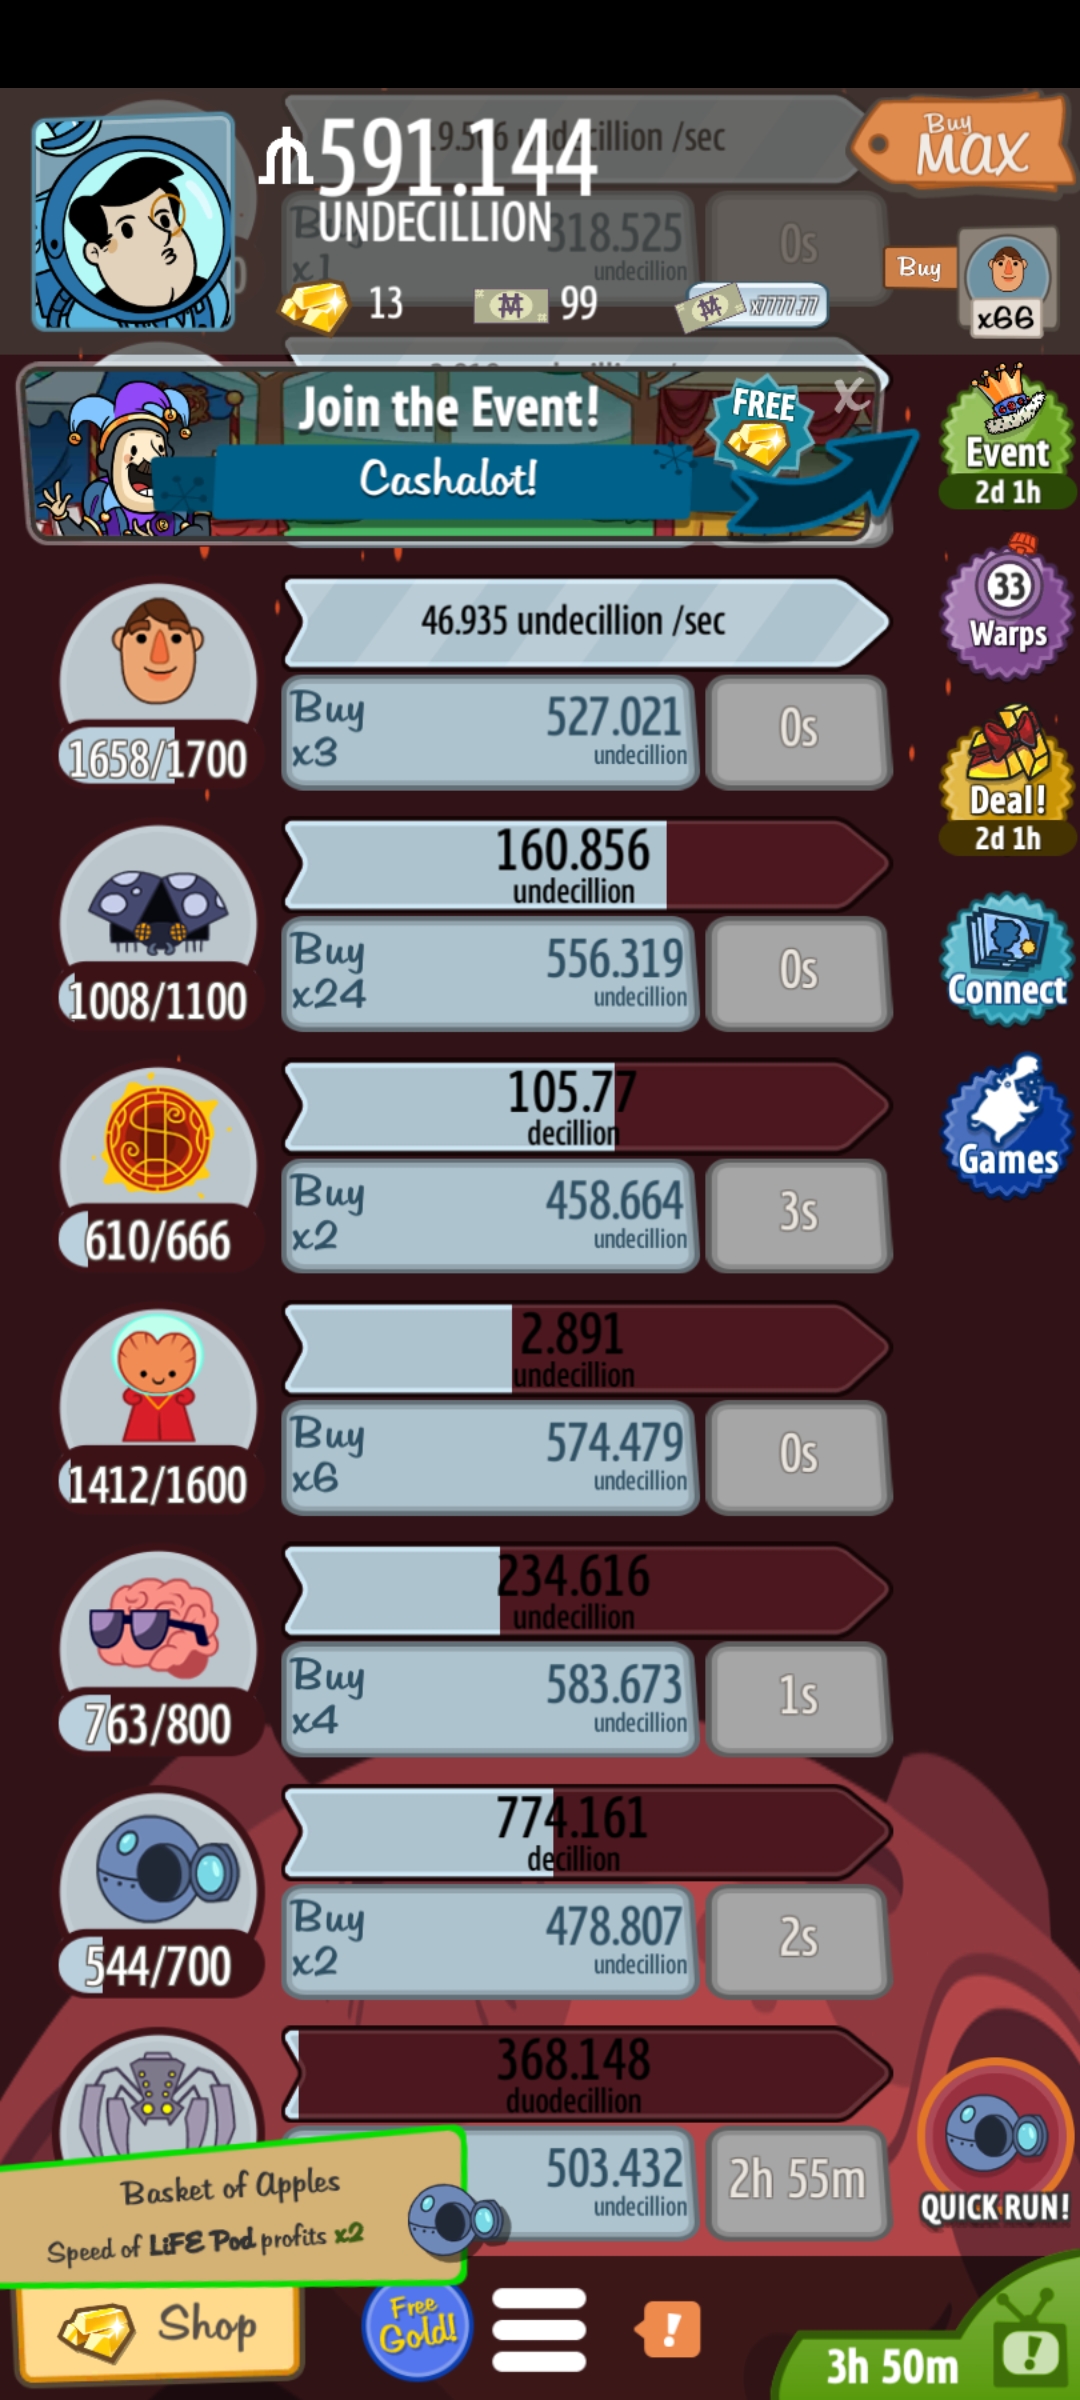 19.566 undecillion /sec
591.144
UNDECILLION
Buy
MAX
Buy
x1
318.525
undecillion
0s
13
99
x7777.77
Buy
x66
Join the Event!
FREE
X
Cashalot!
Event
2d 1h
33
Warps
46.935 undecillion /sec
1658/1700
Buy
x3
527.021
undecillion
0s
Deal!
2d 1h
160.856
undecillion
1008/1100
Buy
x24
556.319
undecillion
0s
Connect
105.77
decillion
610/666
Buy
x2
458.664
undecillion
3s
Games
2.891
undecillion
1412/1600
Buy
x6
574.479
undecillion
0s
234.616
undecillion
763/800
Buy
x4
583.673
undecillion
1s
774.161
decillion
544/700
Buy
x2
478.807
undecillion
2s
368.148
duodecillion
503.432
undecillion
2h 55m
QUICK RUN!
Basket of Apples
Speed of LiFE Pod profits x2
Shop
Free
Gold!
!
3h 50m
!